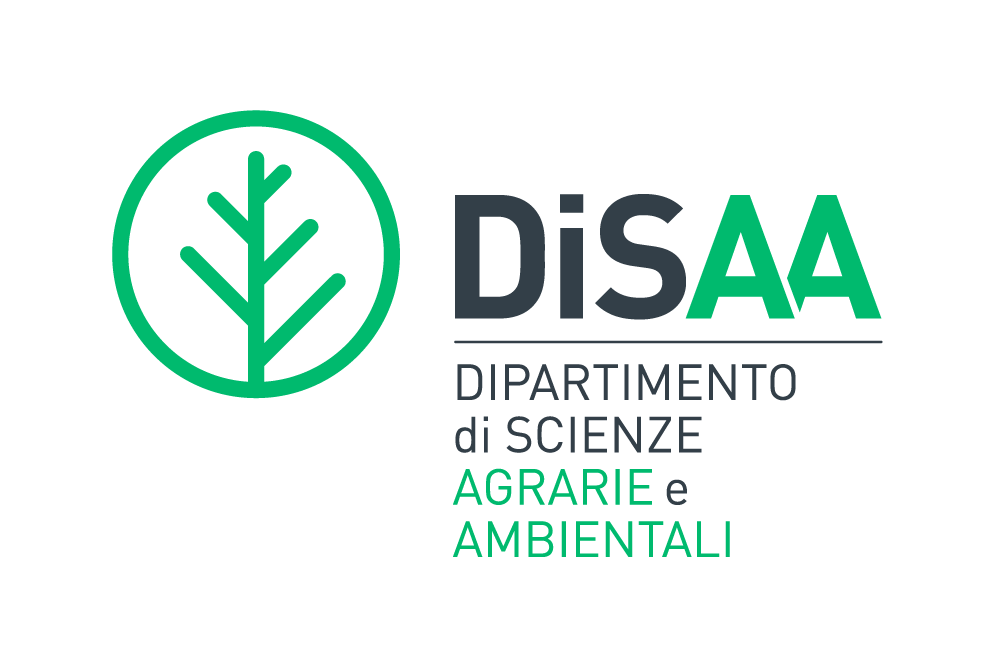 DiSAA
DIPARTIMENTO
di SCIENZE
AGRARIE e
AMBIENTALI